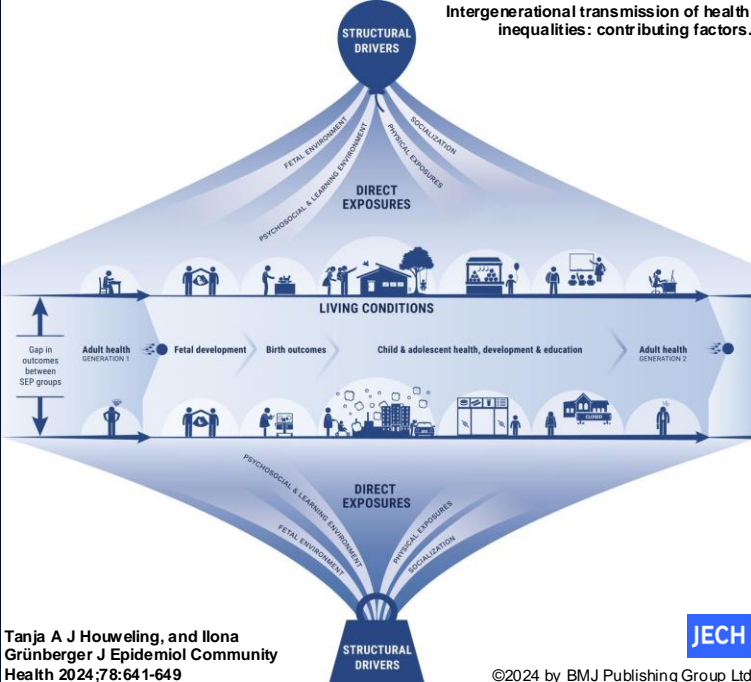 Intergenerational transmission of health
inequalities: contributing factors.
STRUCTURAL
DRIVERS
FETAL ENVIRONMENT
PSYCHOSOCIAL & LEARNING ENVIRONMENT
PHYSICAL EXPOSURES
SOCIALIZATION
DIRECT
EXPOSURES
LIVING CONDITIONS
Gap in
outcomes
between
SEP groups
Adult health
GENERATION 1
Fetal development
Birth outcomes
Child & adolescent health, development & education
Adult health
GENERATION 2
CLOSED
DIRECT
EXPOSURES
PSYCHOSOCIAL & LEARNING ENVIRONMENT
FETAL ENVIRONMENT
PHYSICAL EXPOSURES
SOCIALIZATION
STRUCTURAL
DRIVERS
Tanja A J Houweling, and Ilona
Grünberger J Epidemiol Community
Health 2024;78:641-649
JECH
©2024 by BMJ Publishing Group Ltd